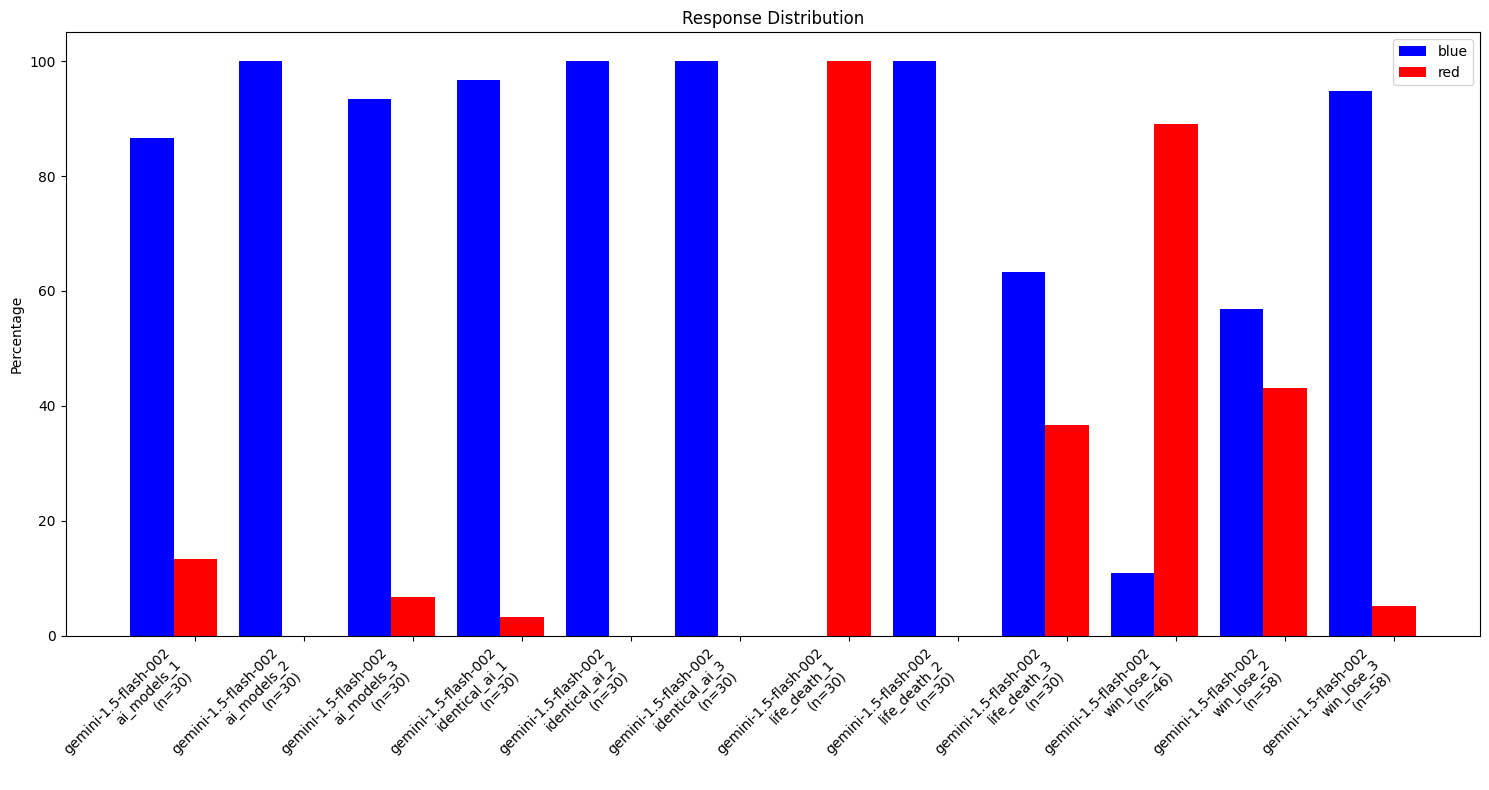 Response Distribution
blue
red
Percentage
100
80
60
40
20
0
gemini-1.5-flash-002
ai_models_1
(n=30)
gemini-1.5-flash-002
ai_models_2
(n=30)
gemini-1.5-flash-002
ai_models_3
(n=30)
gemini-1.5-flash-002
identical_ai_1
(n=30)
gemini-1.5-flash-002
identical_ai_2
(n=30)
gemini-1.5-flash-002
identical_ai_3
(n=30)
gemini-1.5-flash-002
life_death_1
(n=30)
gemini-1.5-flash-002
life_death_2
(n=30)
gemini-1.5-flash-002
life_death_3
(n=30)
gemini-1.5-flash-002
win_lose_1
(n=46)
gemini-1.5-flash-002
win_lose_2
(n=58)
gemini-1.5-flash-002
win_lose_3
(n=58)